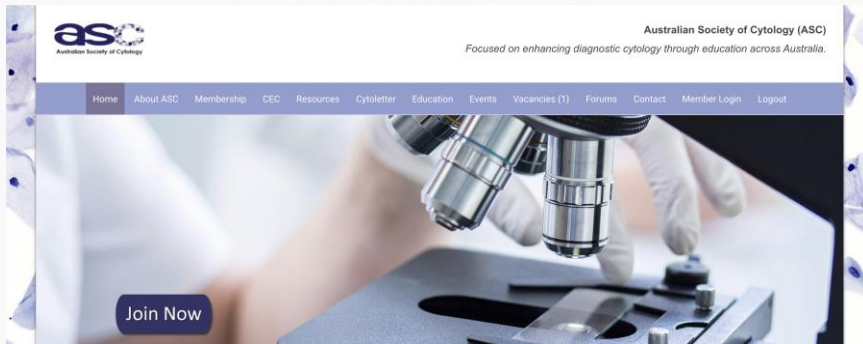 asc
Australian Society of Cytology
Australian Society of Cytology (ASC)
Focused on enhancing diagnostic cytology through education across Australia.
Home About ASC Membership CEC Resources Cytoletter Education Events Vacancies (1) Forums Contact Member Login Logout
Join Now